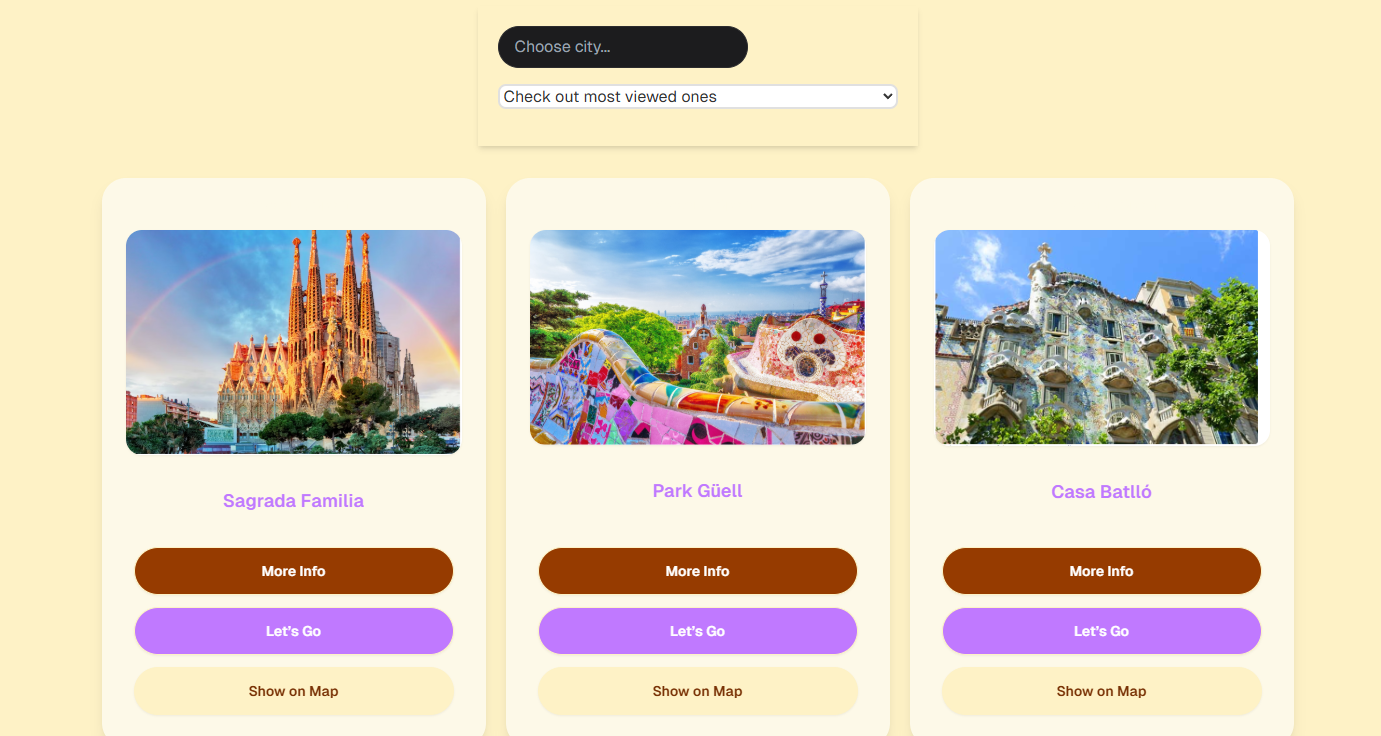 Choose city...
Check out most viewed ones
Sagrada Familia
Park Güell
Casa Batlló
More Info
More Info
More Info
Let's Go
Let's Go
Let's Go
Show on Map
Show on Map
Show on Map